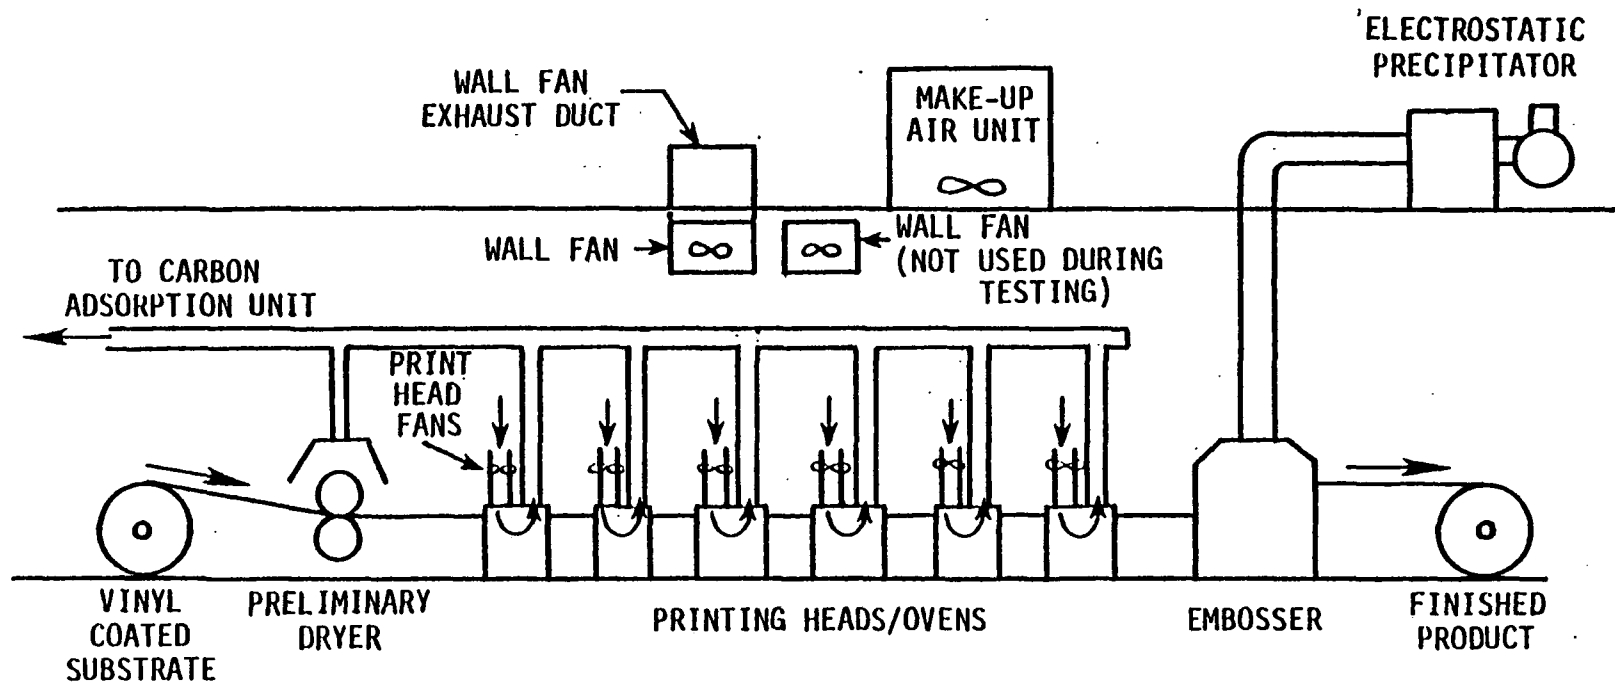 ELECTROSTATIC
PRECIPITATOR
WALL FAN
EXHAUST DUCT
MAKE-UP
AIR UNIT
WALL FAN
WALL FAN
(NOT USED DURING
TESTING)
TO CARBON
ADSORPTION UNIT
PRINT
HEAD
FANS
VINYL
COATED
SUBSTRATE
PRELIMINARY
DRYER
PRINTING HEADS/OVENS
EMBOSSER
FINISHED
PRODUCT